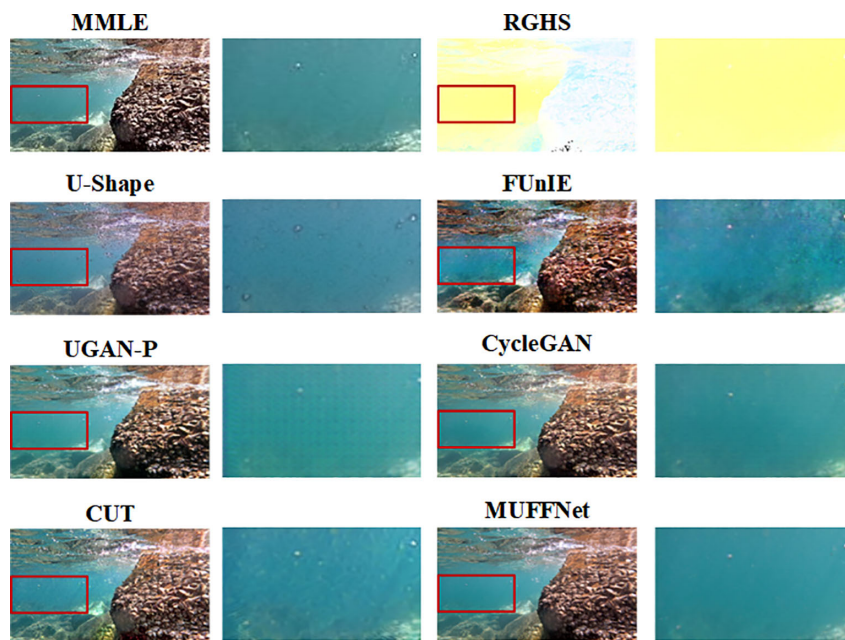 MMLE
RGHS
U-Shape
FUnIE
UGAN-P
CycleGAN
CUT
MUFFNet